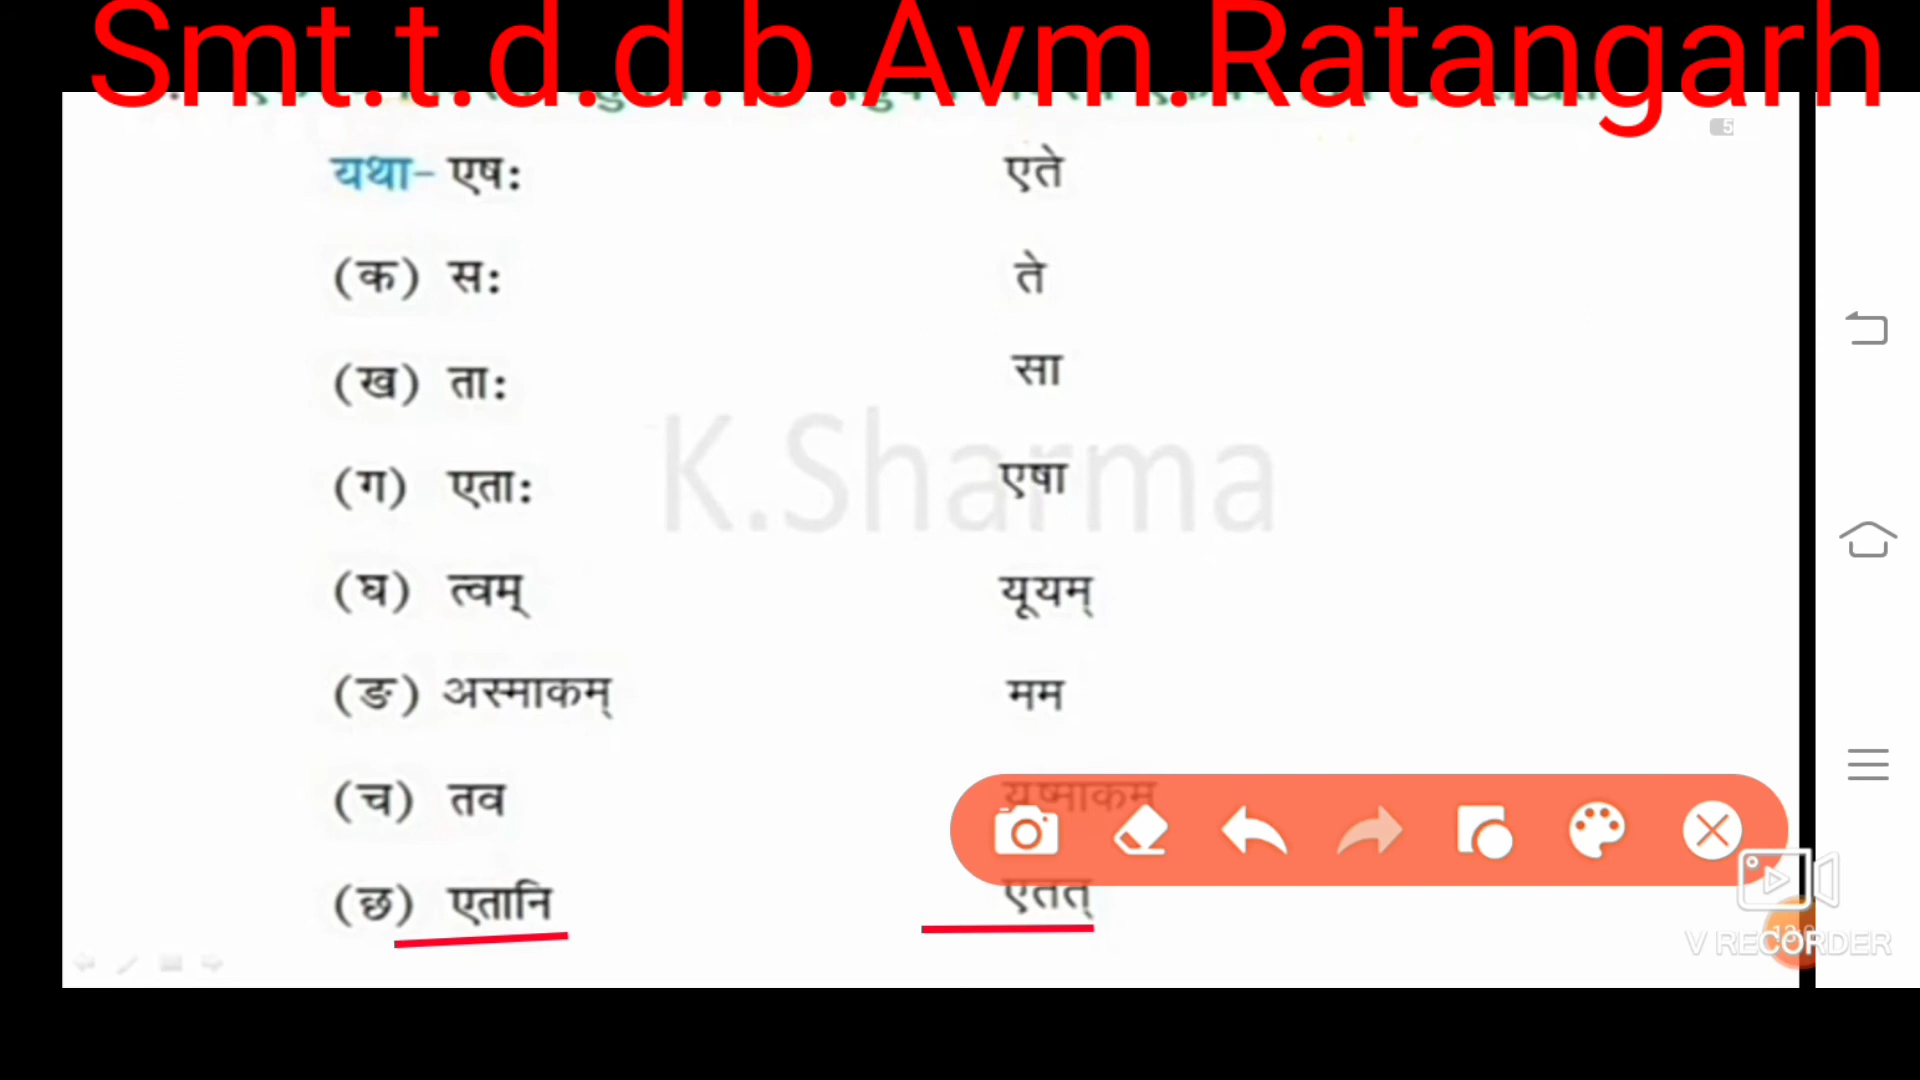 Smt.t.d.d.b.Avm.Ratangarh
5
यथा- एषः एते
(क) सः ते
(ख) ताः सा
K.Sharma
(ग) एताः एषा
(घ) त्वम् यूयम्
(ङ) अस्माकम् मम
(च) तव युष्माकम्
(छ) एतानि एतत्
V RECORDER